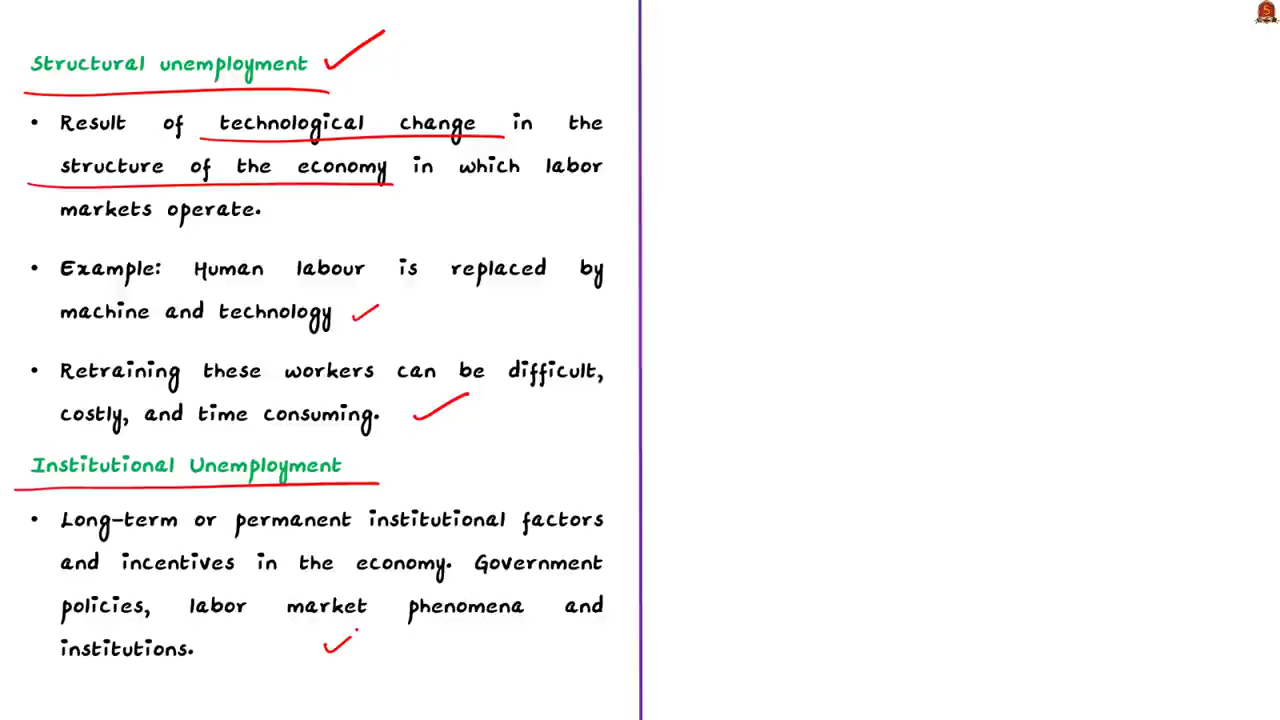 Structural unemployment
• Result of technological change in the
structure of the economy in which labor
markets operate.
• Example: Human labour is replaced by
machine and technology
• Retraining these workers can be difficult,
costly, and time consuming.
Institutional Unemployment
• Long-term or permanent institutional factors
and incentives in the economy. Government
policies, labor market phenomena and
institutions.